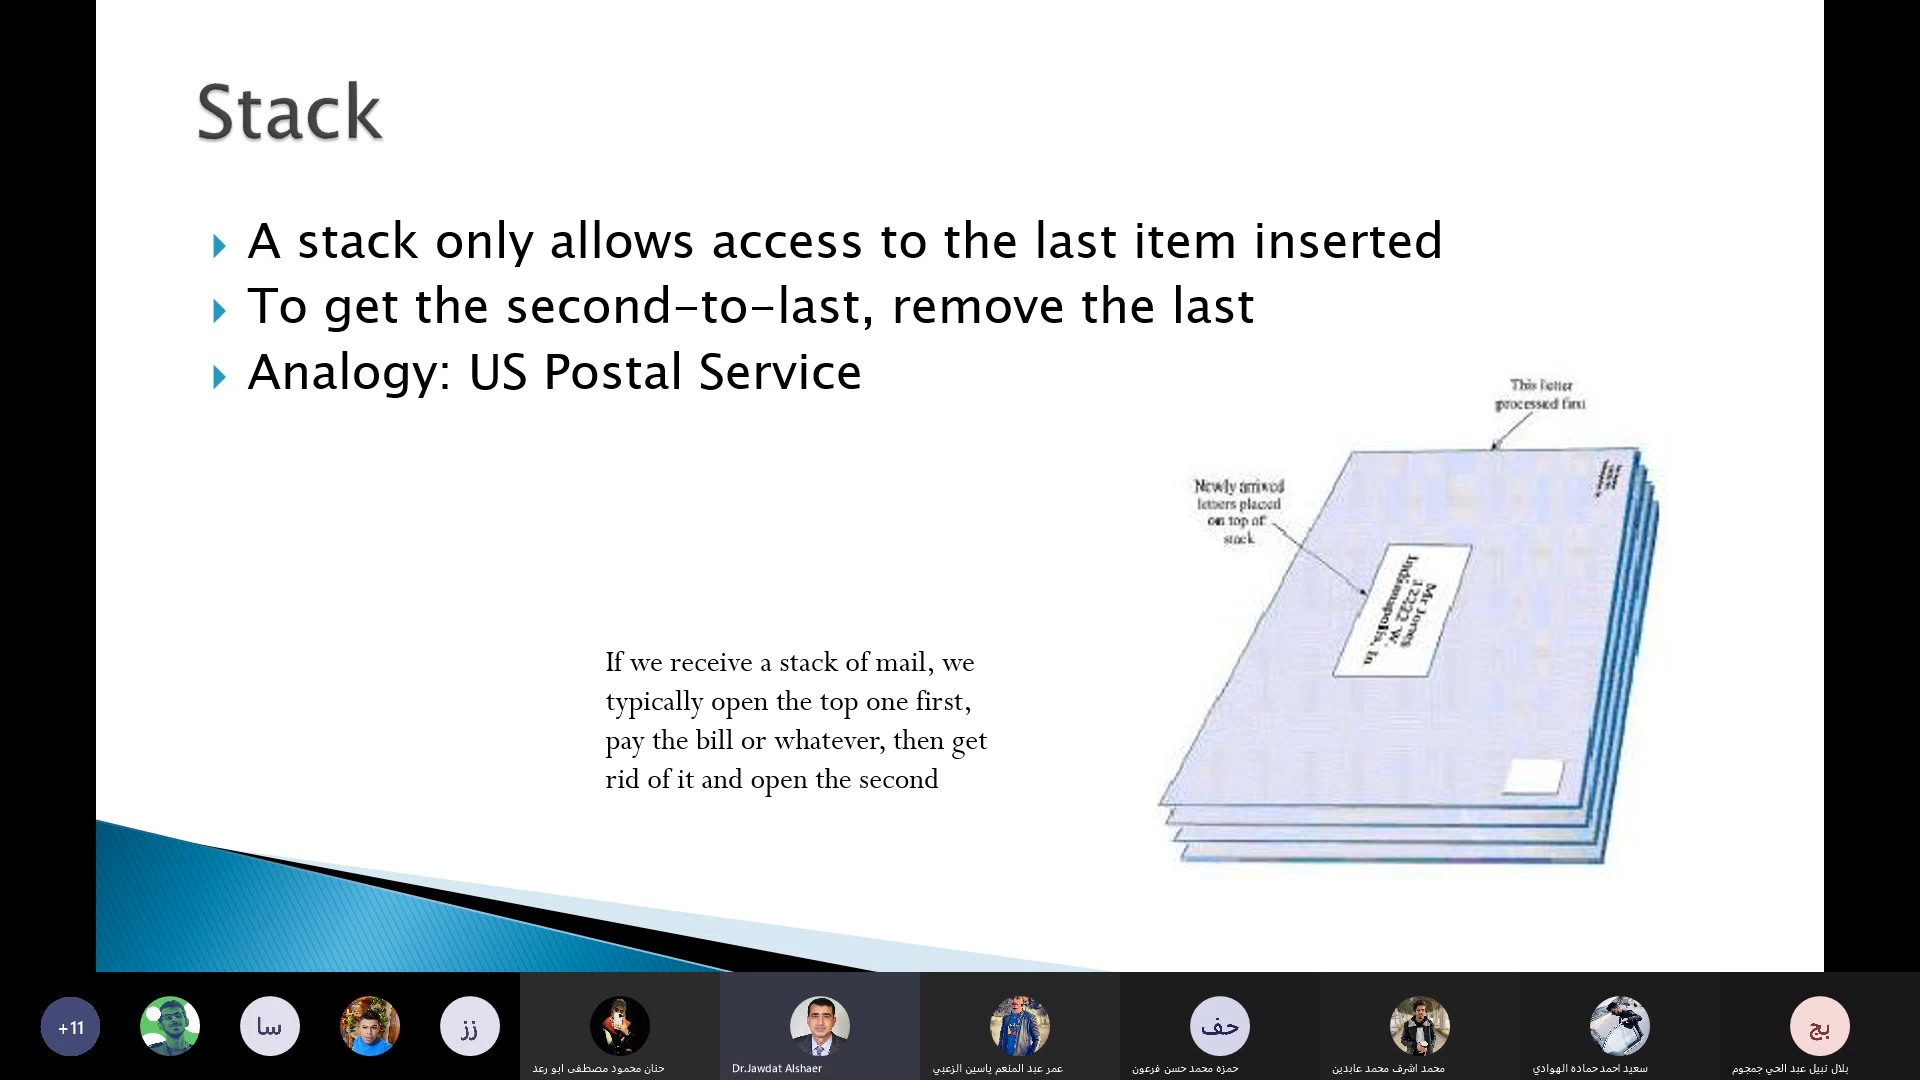 Stack
A stack only allows access to the last item inserted
To get the second-to-last, remove the last
Analogy: US Postal Service
This letter
processed first
Newly arrived
letters placed
on top of
stack
Mr Jones
1222 W.
Indianapolis, In
If we receive a stack of mail, we
typically open the top one first,
pay the bill or whatever, then get
rid of it and open the second
+11
سا
زز
حف
بج
حنان محمود مصطفى ابو رعد
Dr.Jawdat Alshaer
عمر عبد المنعم ياسين الزعبي
حمزه محمد حسن فرعون
محمد اشرف محمد عابدين
سعيد احمد حماده الهوادي
بلال نبيل عبد الحي جمجوم